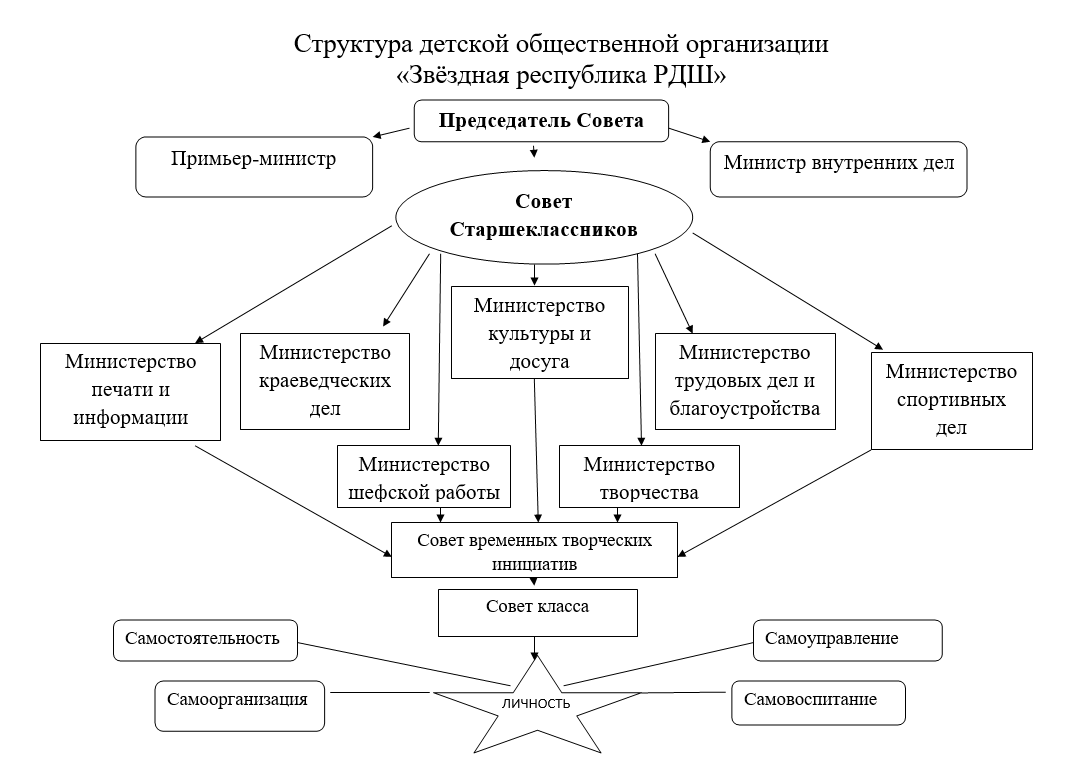 Структура детской общественной организации
«Звёздная республика РДШ»
Председатель Совета
Примьер-министр
Министр внутренних дел
Совет
Старшеклассников
Министерство
культуры и
досуга
Министерство
печати и
информации
Министерство
краеведческих
дел
Министерство
трудовых дел и
благоустройства
Министерство
спортивных
дел
Министерство
шефской работы
Министерство
творчества
Совет временных творческих
инициатив
Совет класса
Самостоятельность
Самоуправление
Самоорганизация
ЛИЧНОСТЬ
Самовоспитание